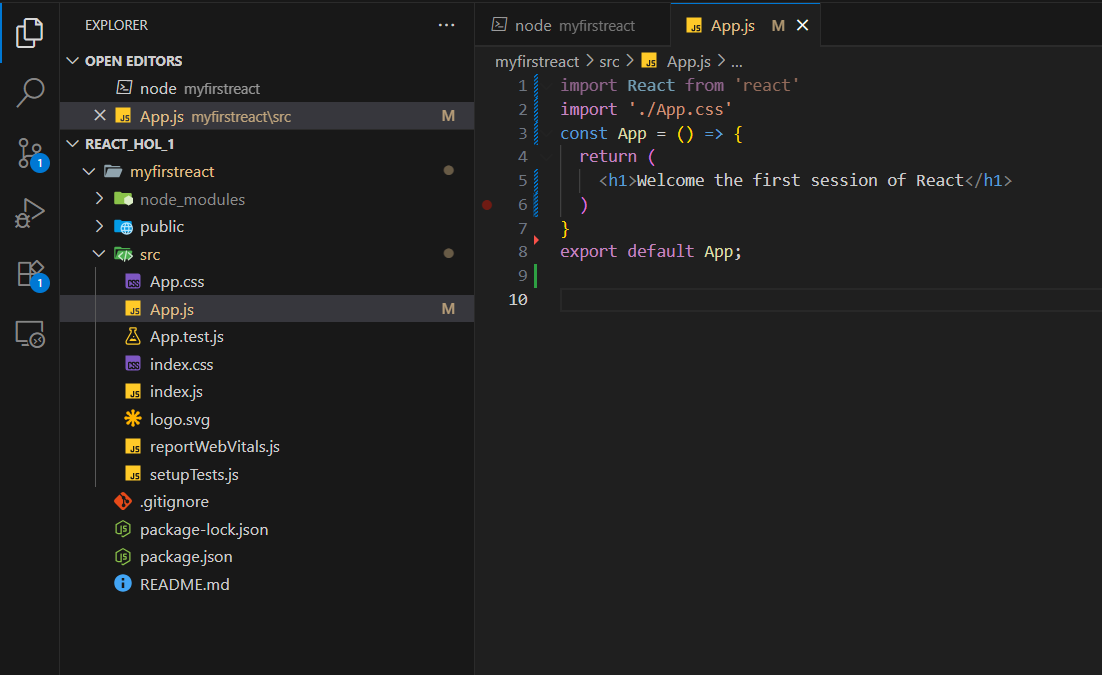 EXPLORER
OPEN EDITORS
node myfirstreact
App.js myfirstreact\src M
REACT_HOL_1
myfirstreact
node_modules
public
src
App.css
App.js M
App.test.js
index.css
index.js
logo.svg
reportWebVitals.js
setupTests.js
.gitignore
package-lock.json
package.json
README.md
1
1
node myfirstreact
App.js M
myfirstreact > src > App.js > ...
1 import React from 'react'
2 import './App.css'
3 const App = () => {
4 return (
5 <h1>Welcome the first session of React</h1>
6 )
7 }
8 export default App;
9
10